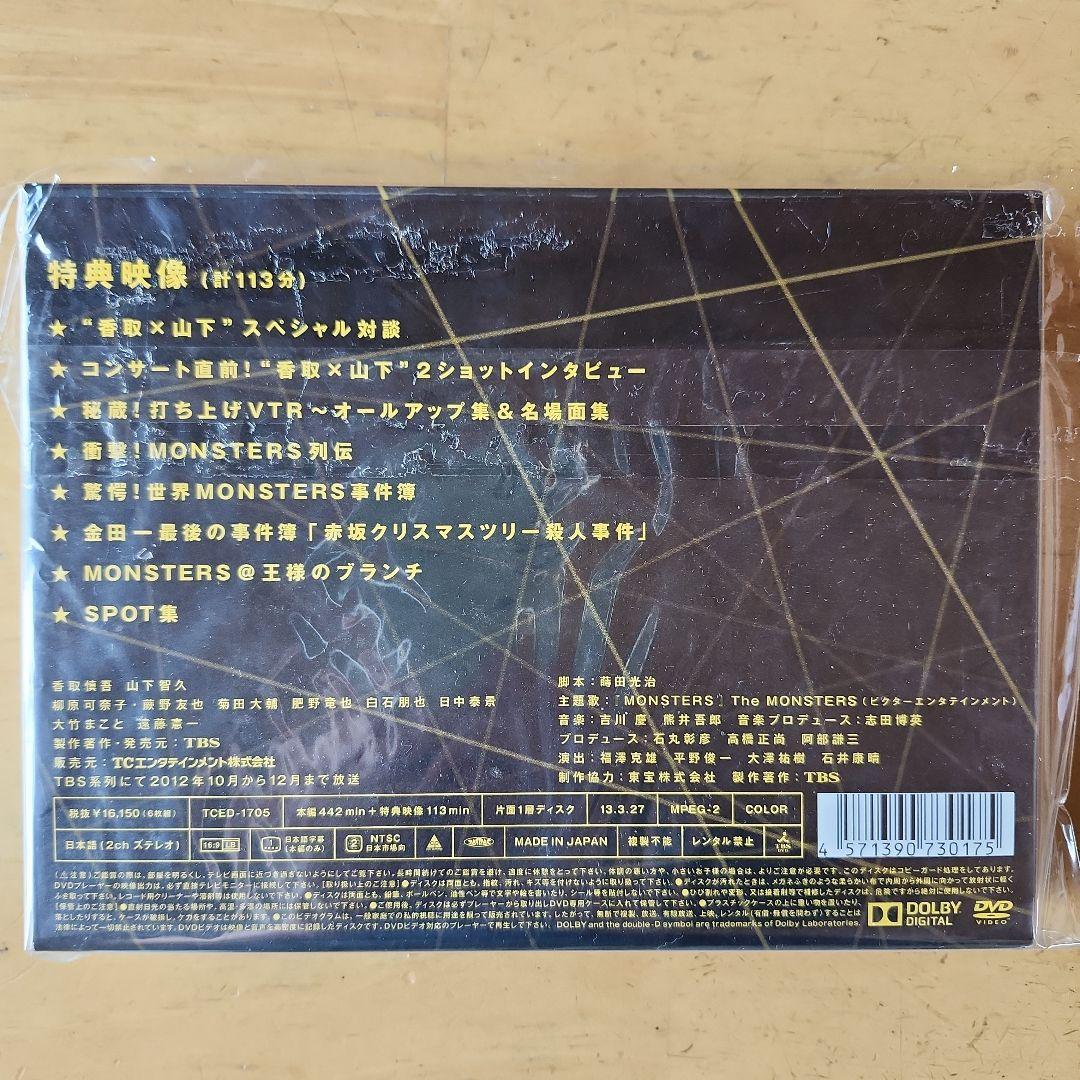 特典映像(計113分)
★ "香取×山下"スペシャル対談
★ コンサート直前!"香取×山下"2ショットインタビュー
★ 秘蔵!打ち上げVTR~オールアップ集&名場面集
★ 衝撃!MONSTERS列伝
★ 驚愕!世界MONSTERS事件簿
★ 金田一最後の事件簿「赤坂クリスマスツリー殺人事件」
★ MONSTERS@王様のブランチ
★ SPOT集
香取慎吾 山下智久
柳原可奈子・蕨野友也 菊田大輔 肥野竜也 白石朋也 日中泰景
大竹まこと 遠藤憲一
製作著作・発売元:TBS
販売元:TCエンタテインメント株式会社
TBS系列にて2012年10月から12月まで放送
脚本:蒔田光治
主題歌:『MONSTERS』The MONSTERS(ビクターエンタテインメント)
音楽:吉川 慶 熊井吾郎 音楽プロデュース:志田博英
プロデュース:石丸彰彦 高橋正尚 阿部謙三
演出:福澤克雄 平野俊一 大澤祐樹 石井康晴
制作協力:東宝株式会社 製作著作:TBS
税抜¥16,150(6枚組) TCED-1705 本編442min+特典映像113min 片面1層ディスク 13.3.27 MPEG-2 COLOR
日本語(2ch ステレオ) 16:9 LB 日本語字幕(本編のみ) 2 NTSC 日本市場向 MADE IN JAPAN 複製不能 レンタル禁止 TBS DVD
4 571390 730175
DOLBY DIGITAL
DVD VIDEO
DOLBY and the double-D symbol are trademarks of Dolby Laboratories.